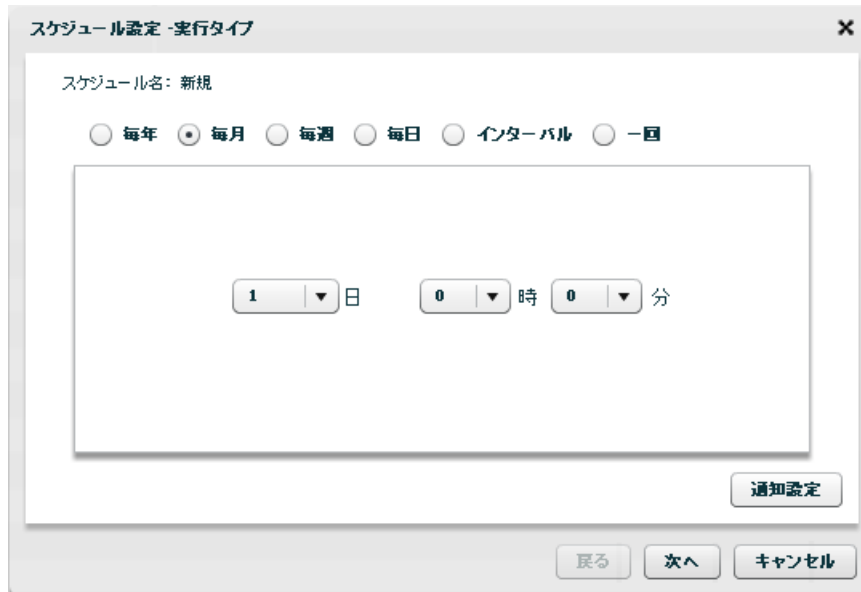 スケジュール設定 -実行タイプ
スケジュール名: 新規
毎年 毎月 毎週 毎日 インターバル 一回
1 日 0 時 0 分
通知設定
戻る 次へ キャンセル